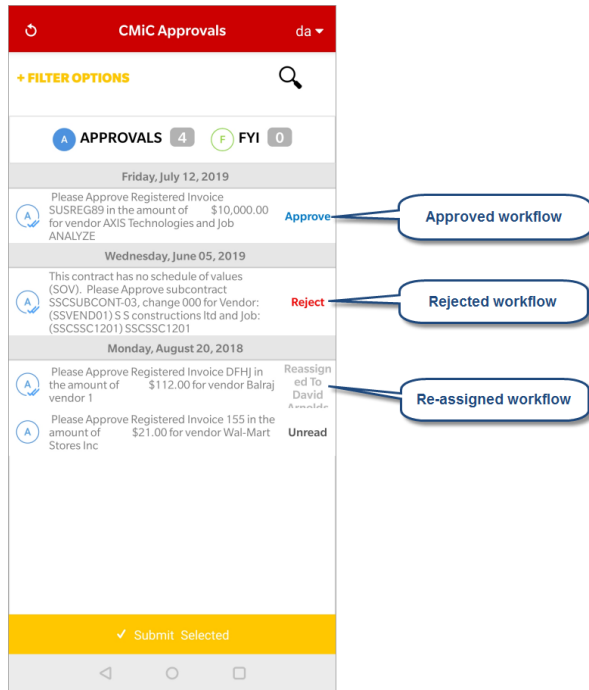 CMiC Approvals
da
+ FILTER OPTIONS
A APPROVALS 4 F FYI 0
Friday, July 12, 2019
Please Approve Registered Invoice
SUSREG89 in the amount of $10,000.00
for vendor AXIS Technologies and Job
ANALYZE
A
Approve
Approved workflow
Wednesday, June 05, 2019
This contract has no schedule of values
(SOV). Please Approve subcontract
SSCSUBCONT-03, change 000 for Vendor:
(SSVEND01) S S constructions ltd and Job:
(SSCSSC1201) SSCSSC1201
A
Reject
Rejected workflow
Monday, August 20, 2018
Please Approve Registered Invoice DFHJ in
the amount of $112.00 for vendor Balraj
vendor 1
A
Reassign
ed To
David
Arnolds
Re-assigned workflow
Please Approve Registered Invoice 155 in the
amount of $21.00 for vendor Wal-Mart
Stores Inc
A
Unread
Submit Selected